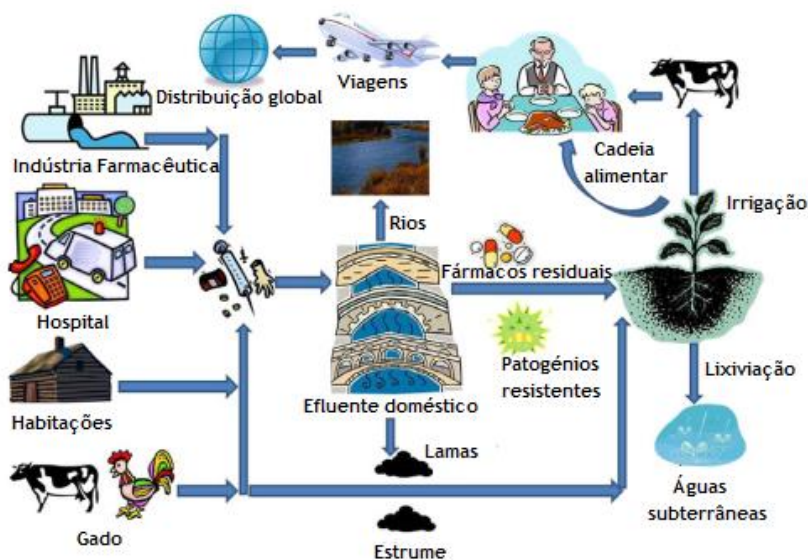 Distribuição global
Viagens
Indústria Farmacêutica
Cadeia
alimentar
Irrigação
Rios
Fármacos residuais
Hospital
Patogénios
resistentes
Lixiviação
Habitações
Efluente doméstico
Lamas
Águas
subterrâneas
Gado
Estrume